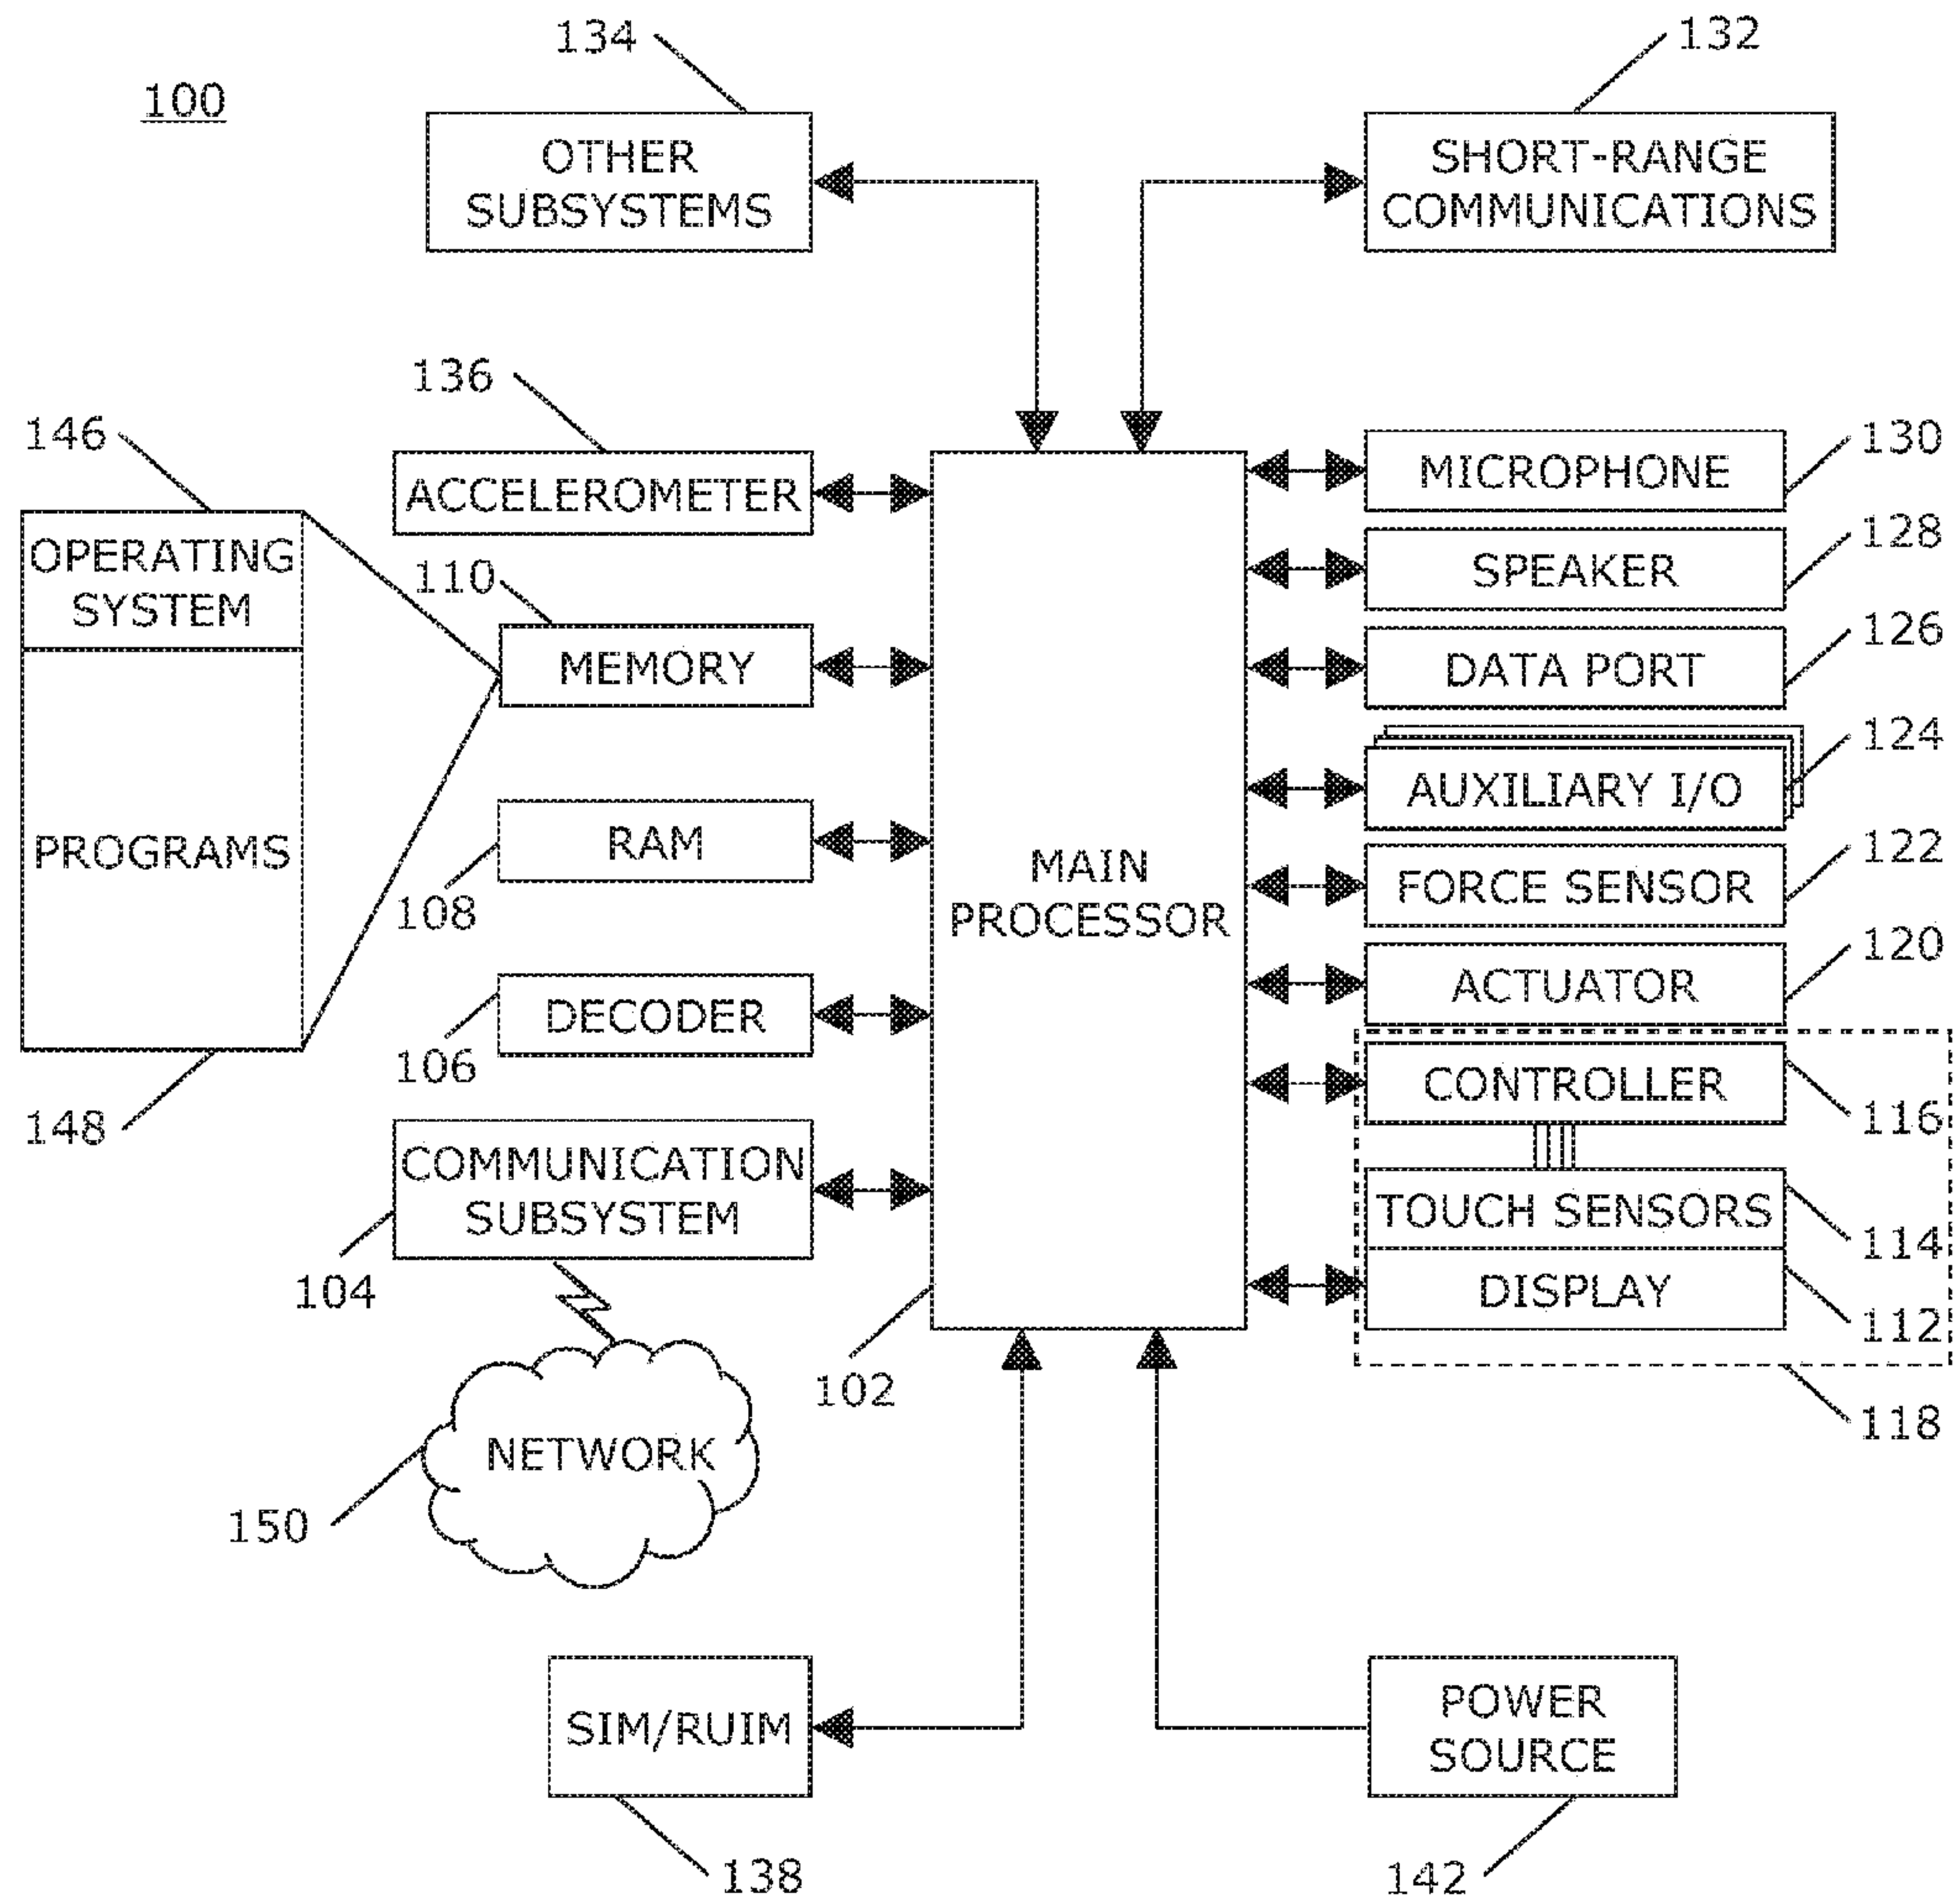 134
132
100
OTHER
SUBSYSTEMS
SHORT-RANGE
COMMUNICATIONS
136
146
ACCELEROMETER
MICROPHONE
130
OPERATING
SYSTEM
110
SPEAKER
128
MEMORY
DATA PORT
126
AUXILIARY I/O
124
PROGRAMS
RAM
108
MAIN
PROCESSOR
FORCE SENSOR
122
ACTUATOR
120
DECODER
106
CONTROLLER
116
148
COMMUNICATION
SUBSYSTEM
104
TOUCH SENSORS
114
DISPLAY
112
102
118
NETWORK
150
SIM/RUIM
138
POWER
SOURCE
142